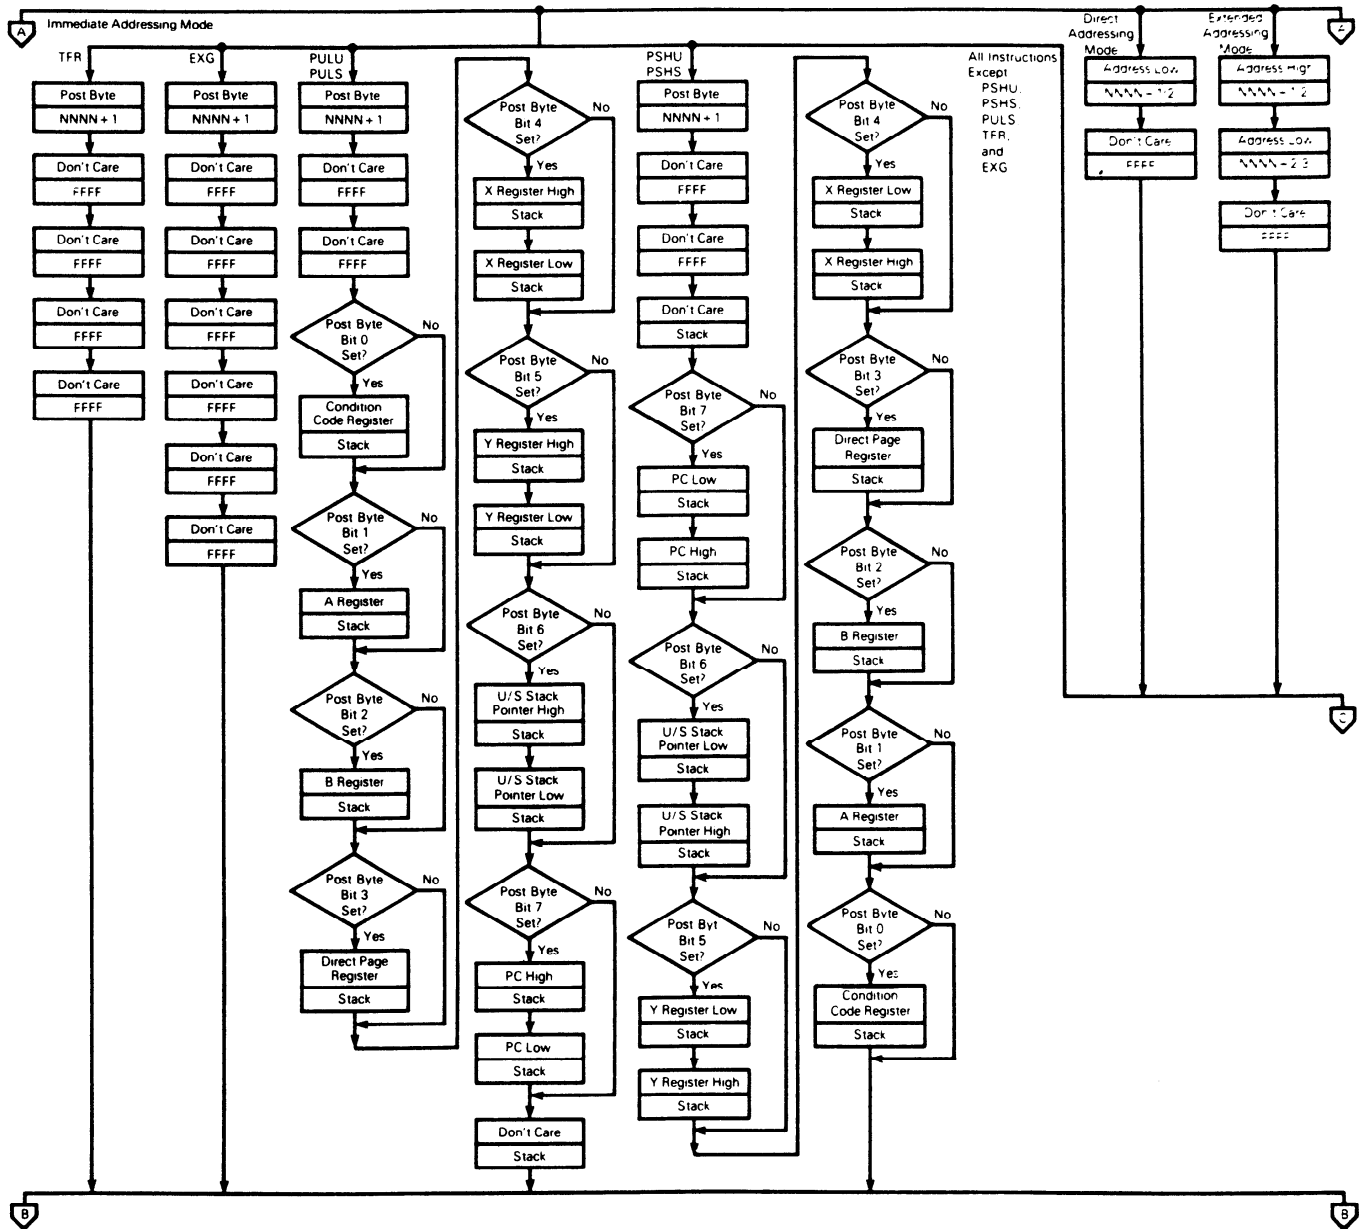 A
Immediate Addressing Mode
TFR
Post Byte
NNNN + 1
Don't Care
FFFF
Don't Care
FFFF
Don't Care
FFFF
Don't Care
FFFF
EXG
Post Byte
NNNN + 1
Don't Care
FFFF
Don't Care
FFFF
Don't Care
FFFF
Don't Care
FFFF
Don't Care
FFFF
Don't Care
FFFF
PULU
PULS
Post Byte
NNNN + 1
Don't Care
FFFF
Don't Care
FFFF
Post Byte
Bit 0
Set?
No
Yes
Condition
Code Register
Stack
Post Byte
Bit 1
Set?
No
Yes
A Register
Stack
Post Byte
Bit 2
Set?
No
Yes
B Register
Stack
Post Byte
Bit 3
Set?
No
Yes
Direct Page
Register
Stack
Post Byte
Bit 4
Set?
No
Yes
X Register High
Stack
X Register Low
Stack
Post Byte
Bit 5
Set?
No
Yes
Y Register High
Stack
Y Register Low
Stack
Post Byte
Bit 6
Set?
No
Yes
U/S Stack
Pointer High
Stack
U/S Stack
Pointer Low
Stack
Post Byte
Bit 7
Set?
No
Yes
PC High
Stack
PC Low
Stack
Don't Care
Stack
PSHU
PSHS
Post Byte
NNNN + 1
Don't Care
FFFF
Don't Care
FFFF
Don't Care
Stack
Post Byte
Bit 7
Set?
No
Yes
PC Low
Stack
PC High
Stack
Post Byte
Bit 6
Set?
No
Yes
U/S Stack
Pointer Low
Stack
U/S Stack
Pointer High
Stack
Post Byt
Bit 5
Set?
No
Yes
Y Register Low
Stack
Y Register High
Stack
Post Byte
Bit 4
Set?
No
Yes
X Register Low
Stack
X Register High
Stack
Post Byte
Bit 3
Set?
No
Yes
Direct Page
Register
Stack
Post Byte
Bit 2
Set?
No
Yes
B Register
Stack
Post Byte
Bit 1
Set?
No
Yes
A Register
Stack
Post Byte
Bit 0
Set?
No
Yes
Condition
Code Register
Stack
All Instructions
Except
PSHU,
PSHS,
PULS
TFR,
and
EXG
Direct
Addressing
Mode
Address Low
NNNN + 1,2
Don't Care
FFFF
Extended
Addressing
Mode
Address High
NNNN + 1,2
Address Low
NNNN + 2,3
Don't Care
FFFF
A
C
B
B